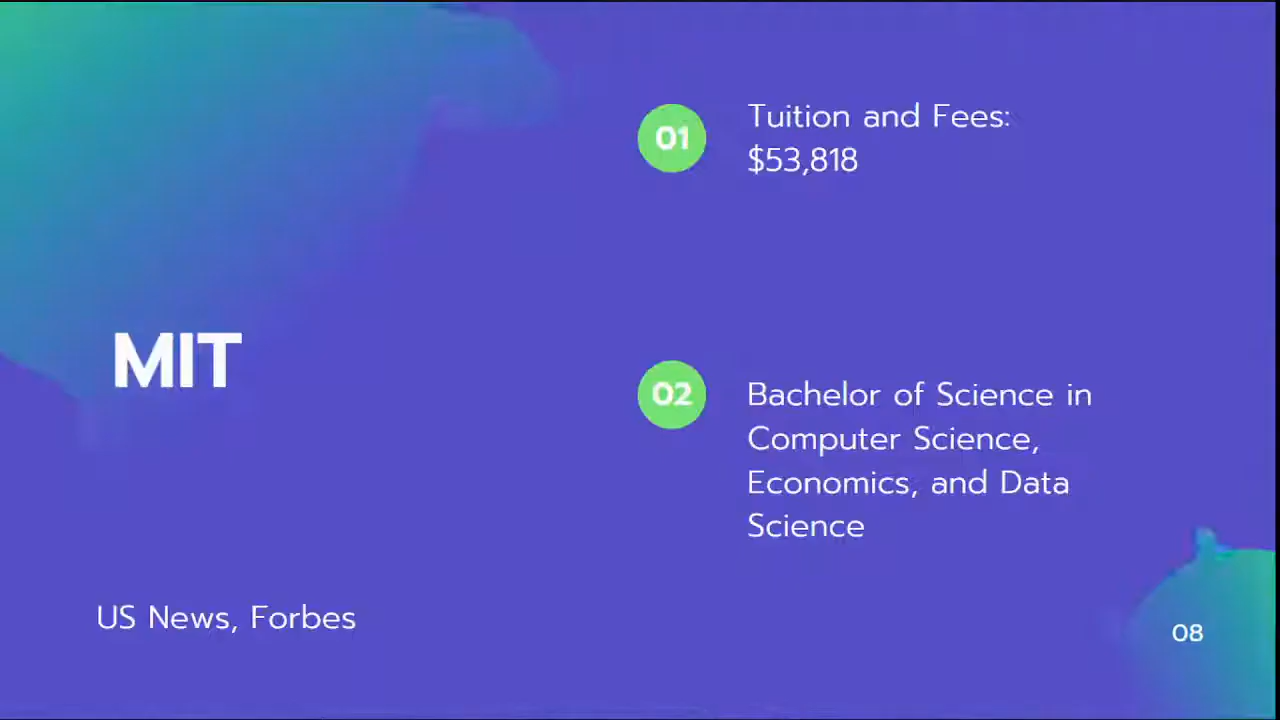 MIT
US News, Forbes
01
Tuition and Fees:
$53,818
02
Bachelor of Science in
Computer Science,
Economics, and Data
Science
08